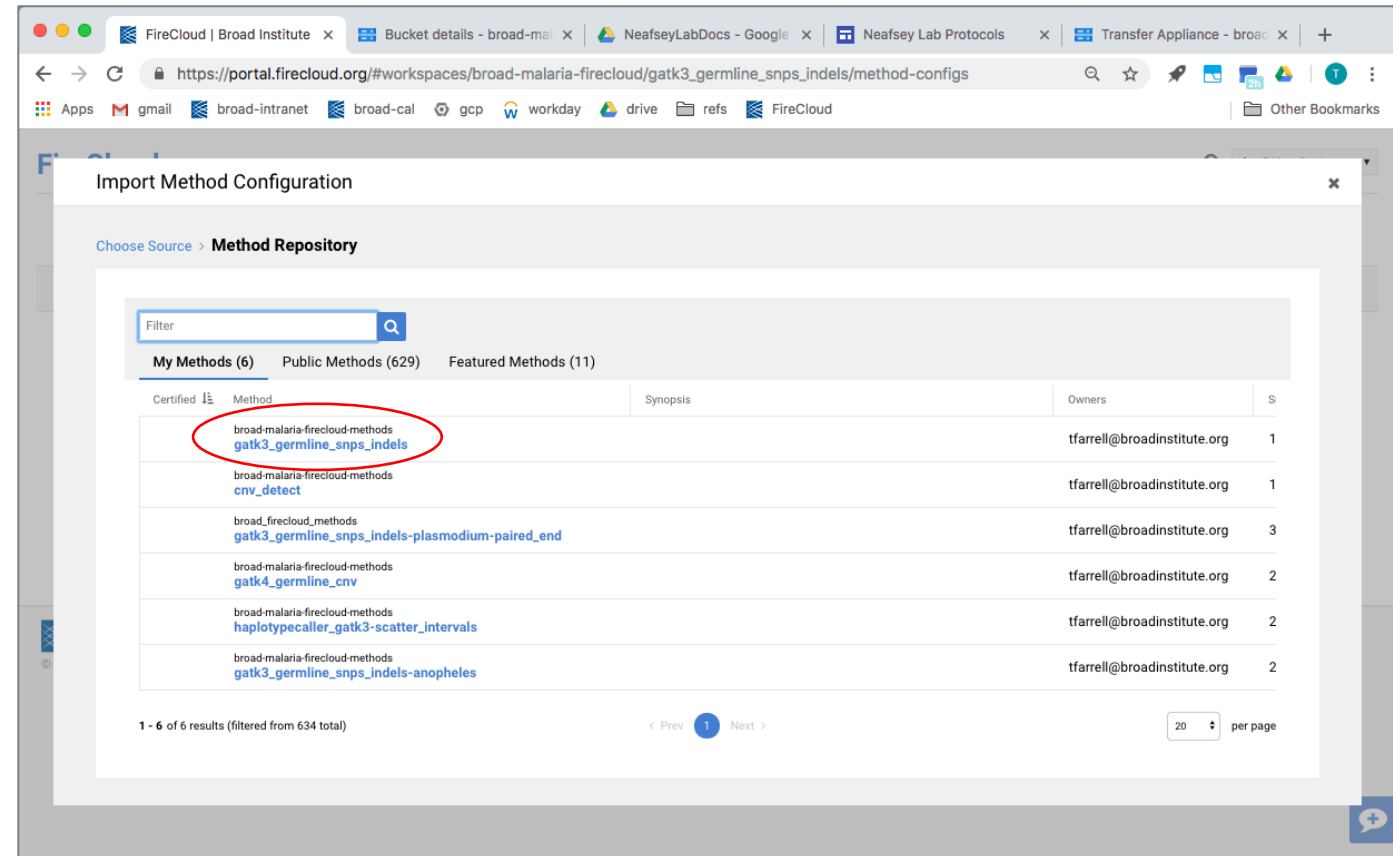 FireCloud | Broad Institute
Bucket details - broad-mal
NeafseyLabDocs - Google
Neafsey Lab Protocols
Transfer Appliance - broad
https://portal.firecloud.org/#workspaces/broad-malaria-firecloud/gatk3_germline_snps_indels/method-configs
2h
T
Apps
gmail
broad-intranet
broad-cal
gcp
workday
drive
refs
FireCloud
Other Bookmarks
Import Method Configuration
Choose Source > Method Repository
Filter
My Methods (6) Public Methods (629) Featured Methods (11)
Certified Method Synopsis Owners
broad-malaria-firecloud-methods
gatk3_germline_snps_indels tfarrell@broadinstitute.org 1
broad-malaria-firecloud-methods
cnv_detect tfarrell@broadinstitute.org 1
broad_firecloud_methods
gatk3_germline_snps_indels-plasmodium-paired_end tfarrell@broadinstitute.org 3
broad-malaria-firecloud-methods
gatk4_germline_cnv tfarrell@broadinstitute.org 2
broad-malaria-firecloud-methods
haplotypecaller_gatk3-scatter_intervals tfarrell@broadinstitute.org 2
broad-malaria-firecloud-methods
gatk3_germline_snps_indels-anopheles tfarrell@broadinstitute.org 2
1 - 6 of 6 results (filtered from 634 total) < Prev 1 Next > 20 per page
©